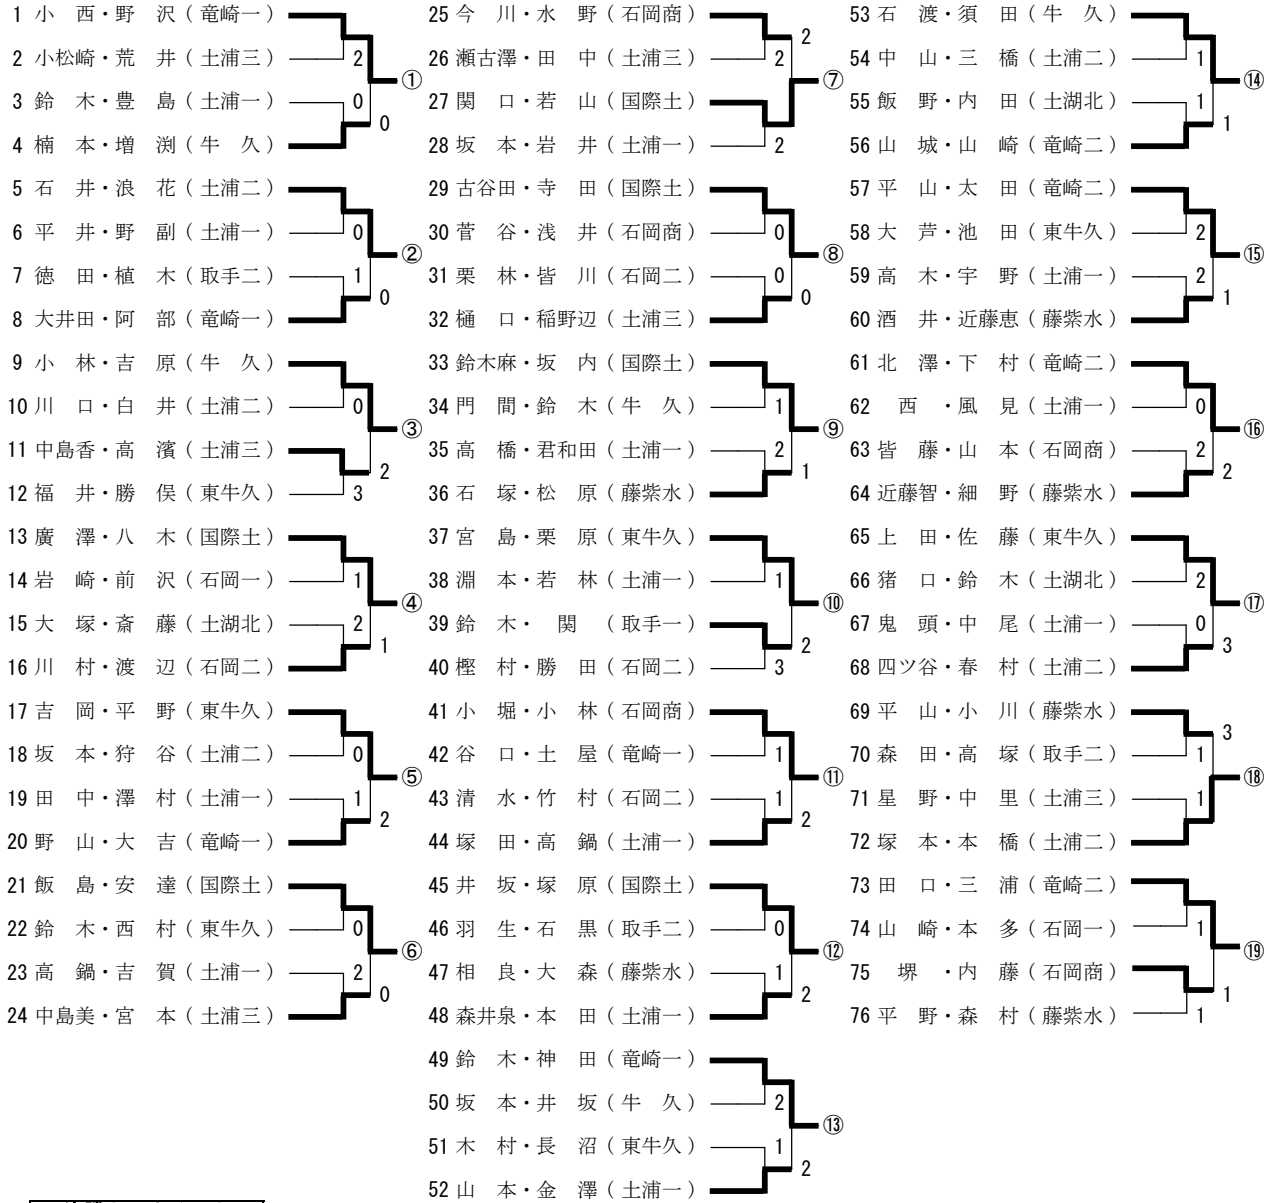 1 小　西・野　沢（竜崎一）
2 小松崎・荒　井（土浦三）
2
①
3 鈴　木・豊　島（土浦一）
0
0
4 楠　本・増　渕（牛　久）
5 石　井・浪　花（土浦二）
6 平　井・野　副（土浦一）
0
②
7 徳　田・植　木（取手二）
1
0
8 大井田・阿　部（竜崎一）
9 小　林・吉　原（牛　久）
10 川　口・白　井（土浦二）
0
③
11 中島香・高　濱（土浦三）
2
12 福　井・勝　俣（東牛久）
3
13 廣　澤・八　木（国際土）
14 岩　崎・前　沢（石岡一）
1
④
15 大　塚・斎　藤（土湖北）
2
1
16 川　村・渡　辺（石岡二）
17 吉　岡・平　野（東牛久）
18 坂　本・狩　谷（土浦二）
0
⑤
19 田　中・澤　村（土浦一）
1
2
20 野　山・大　吉（竜崎一）
21 飯　島・安　達（国際土）
22 鈴　木・西　村（東牛久）
0
⑥
23 高　鍋・吉　賀（土浦一）
2
0
24 中島美・宮　本（土浦三）
25 今　川・水　野（石岡商）
2
26 瀬古澤・田　中（土浦三）
2
⑦
27 関　口・若　山（国際土）
28 坂　本・岩　井（土浦一）
2
29 古谷田・寺　田（国際土）
30 菅　谷・浅　井（石岡商）
0
⑧
31 栗　林・皆　川（石岡二）
0
0
32 樋　口・稲野辺（土浦三）
33 鈴木麻・坂　内（国際土）
34 門　間・鈴　木（牛　久）
1
⑨
35 高　橋・君和田（土浦一）
2
1
36 石　塚・松　原（藤紫水）
37 宮　島・栗　原（東牛久）
38 淵　本・若　林（土浦一）
1
⑩
39 鈴　木・　関　（取手一）
2
40 樫　村・勝　田（石岡二）
3
41 小　堀・小　林（石岡商）
42 谷　口・土　屋（竜崎一）
1
⑪
43 清　水・竹　村（石岡二）
1
2
44 塚　田・高　鍋（土浦一）
45 井　坂・塚　原（国際土）
46 羽　生・石　黒（取手二）
0
⑫
47 相　良・大　森（藤紫水）
1
2
48 森井泉・本　田（土浦一）
49 鈴　木・神　田（竜崎一）
50 坂　本・井　坂（牛　久）
2
⑬
51 木　村・長　沼（東牛久）
1
2
52 山　本・金　澤（土浦一）
53 石　渡・須　田（牛　久）
54 中　山・三　橋（土浦二）
1
⑭
55 飯　野・内　田（土湖北）
1
1
56 山　城・山　崎（竜崎二）
57 平　山・太　田（竜崎二）
58 大　芦・池　田（東牛久）
2
⑮
59 高　木・宇　野（土浦一）
2
1
60 酒　井・近藤恵（藤紫水）
61 北　澤・下　村（竜崎二）
62 　西　・風　見（土浦一）
0
⑯
63 皆　藤・山　本（石岡商）
2
2
64 近藤智・細　野（藤紫水）
65 上　田・佐　藤（東牛久）
66 猪　口・鈴　木（土湖北）
2
⑰
67 鬼　頭・中　尾（土浦一）
0
3
68 四ツ谷・春　村（土浦二）
69 平　山・小　川（藤紫水）
3
70 森　田・高　塚（取手二）
1
⑱
71 星　野・中　里（土浦三）
1
72 塚　本・本　橋（土浦二）
73 田　口・三　浦（竜崎二）
74 山　崎・本　多（石岡一）
1
⑲
75 　堺　・内　藤（石岡商）
1
76 平　野・森　村（藤紫水）
1